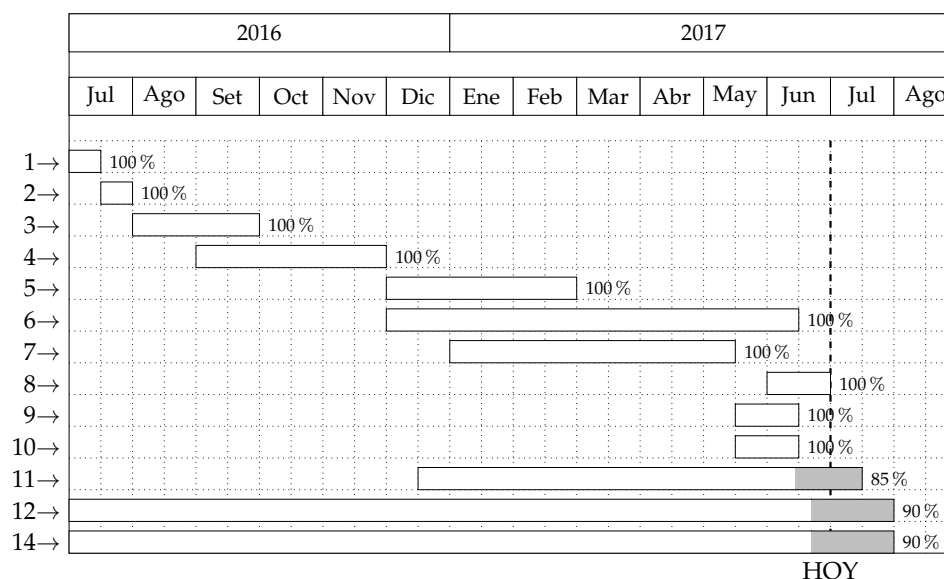 2016 2017
Jul Ago Set Oct Nov Dic Ene Feb Mar Abr May Jun Jul Ago
1→ 100 %
2→ 100 %
3→ 100 %
4→ 100 %
5→ 100 %
6→ 100 %
7→ 100 %
8→ 100 %
9→ 100 %
10→ 100 %
11→ 85 %
12→ 90 %
14→ 90 %
HOY